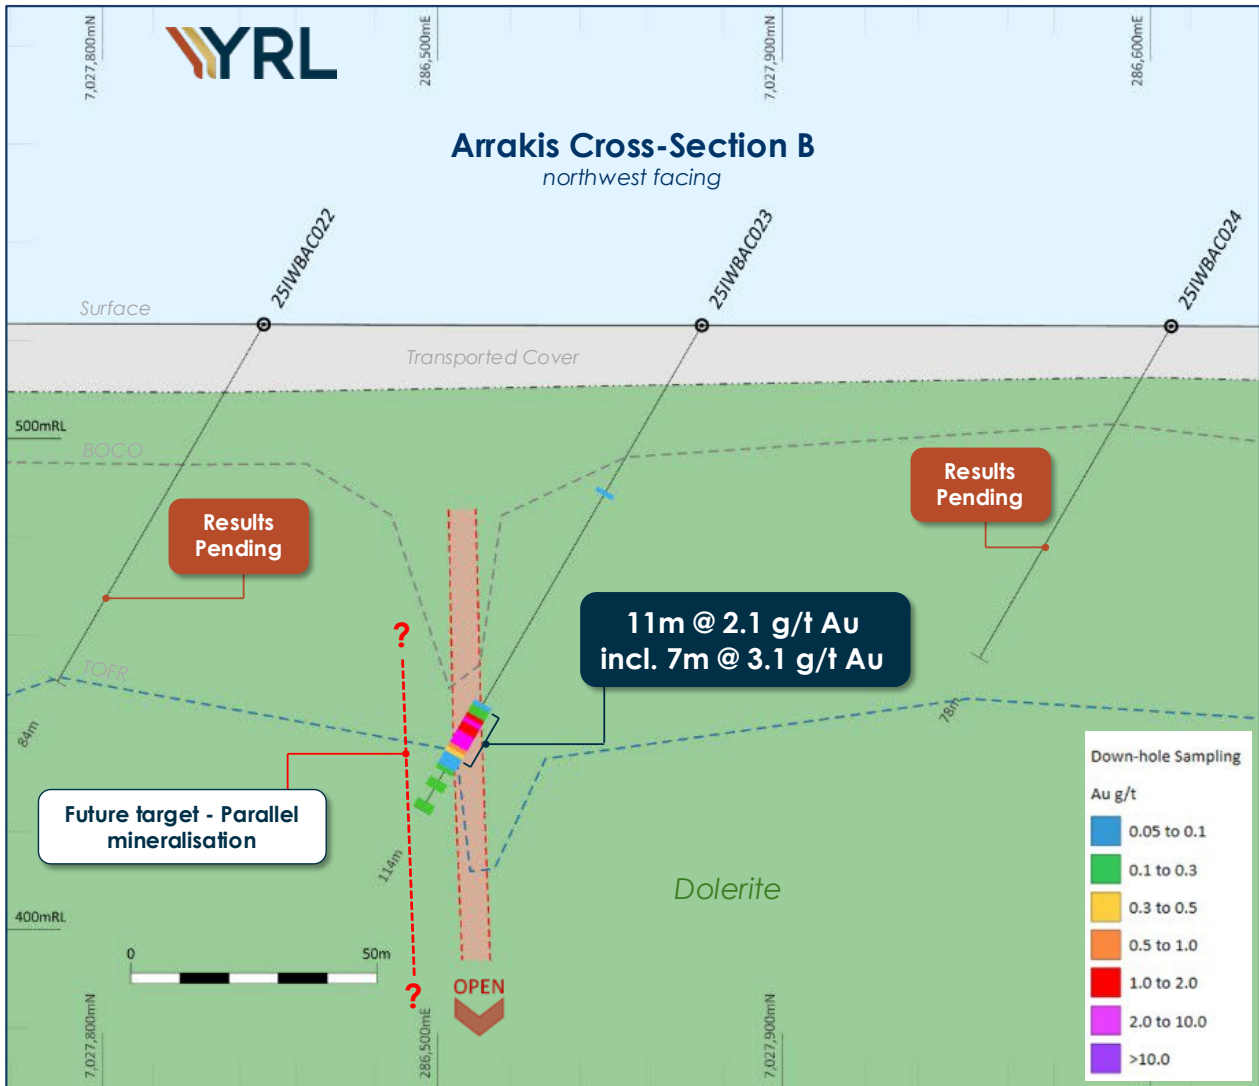 7,027,800mN
286,500mE
7,027,900mN
286,600mE
YRL
Arrakis Cross-Section B
northwest facing
25IWBAC022
25IWBAC023
25IWBAC024
Surface
Transported Cover
500mRL
BOCO
Results
Pending
Results
Pending
11m @ 2.1 g/t Au
incl. 7m @ 3.1 g/t Au
?
TOFR
84m
78m
Future target - Parallel
mineralisation
114m
Dolerite
400mRL
0
50m
?
OPEN
Down-hole Sampling
Au g/t
0.05 to 0.1
0.1 to 0.3
0.3 to 0.5
0.5 to 1.0
1.0 to 2.0
2.0 to 10.0
>10.0
7,027,800mN
286,500mE
7,027,900mN